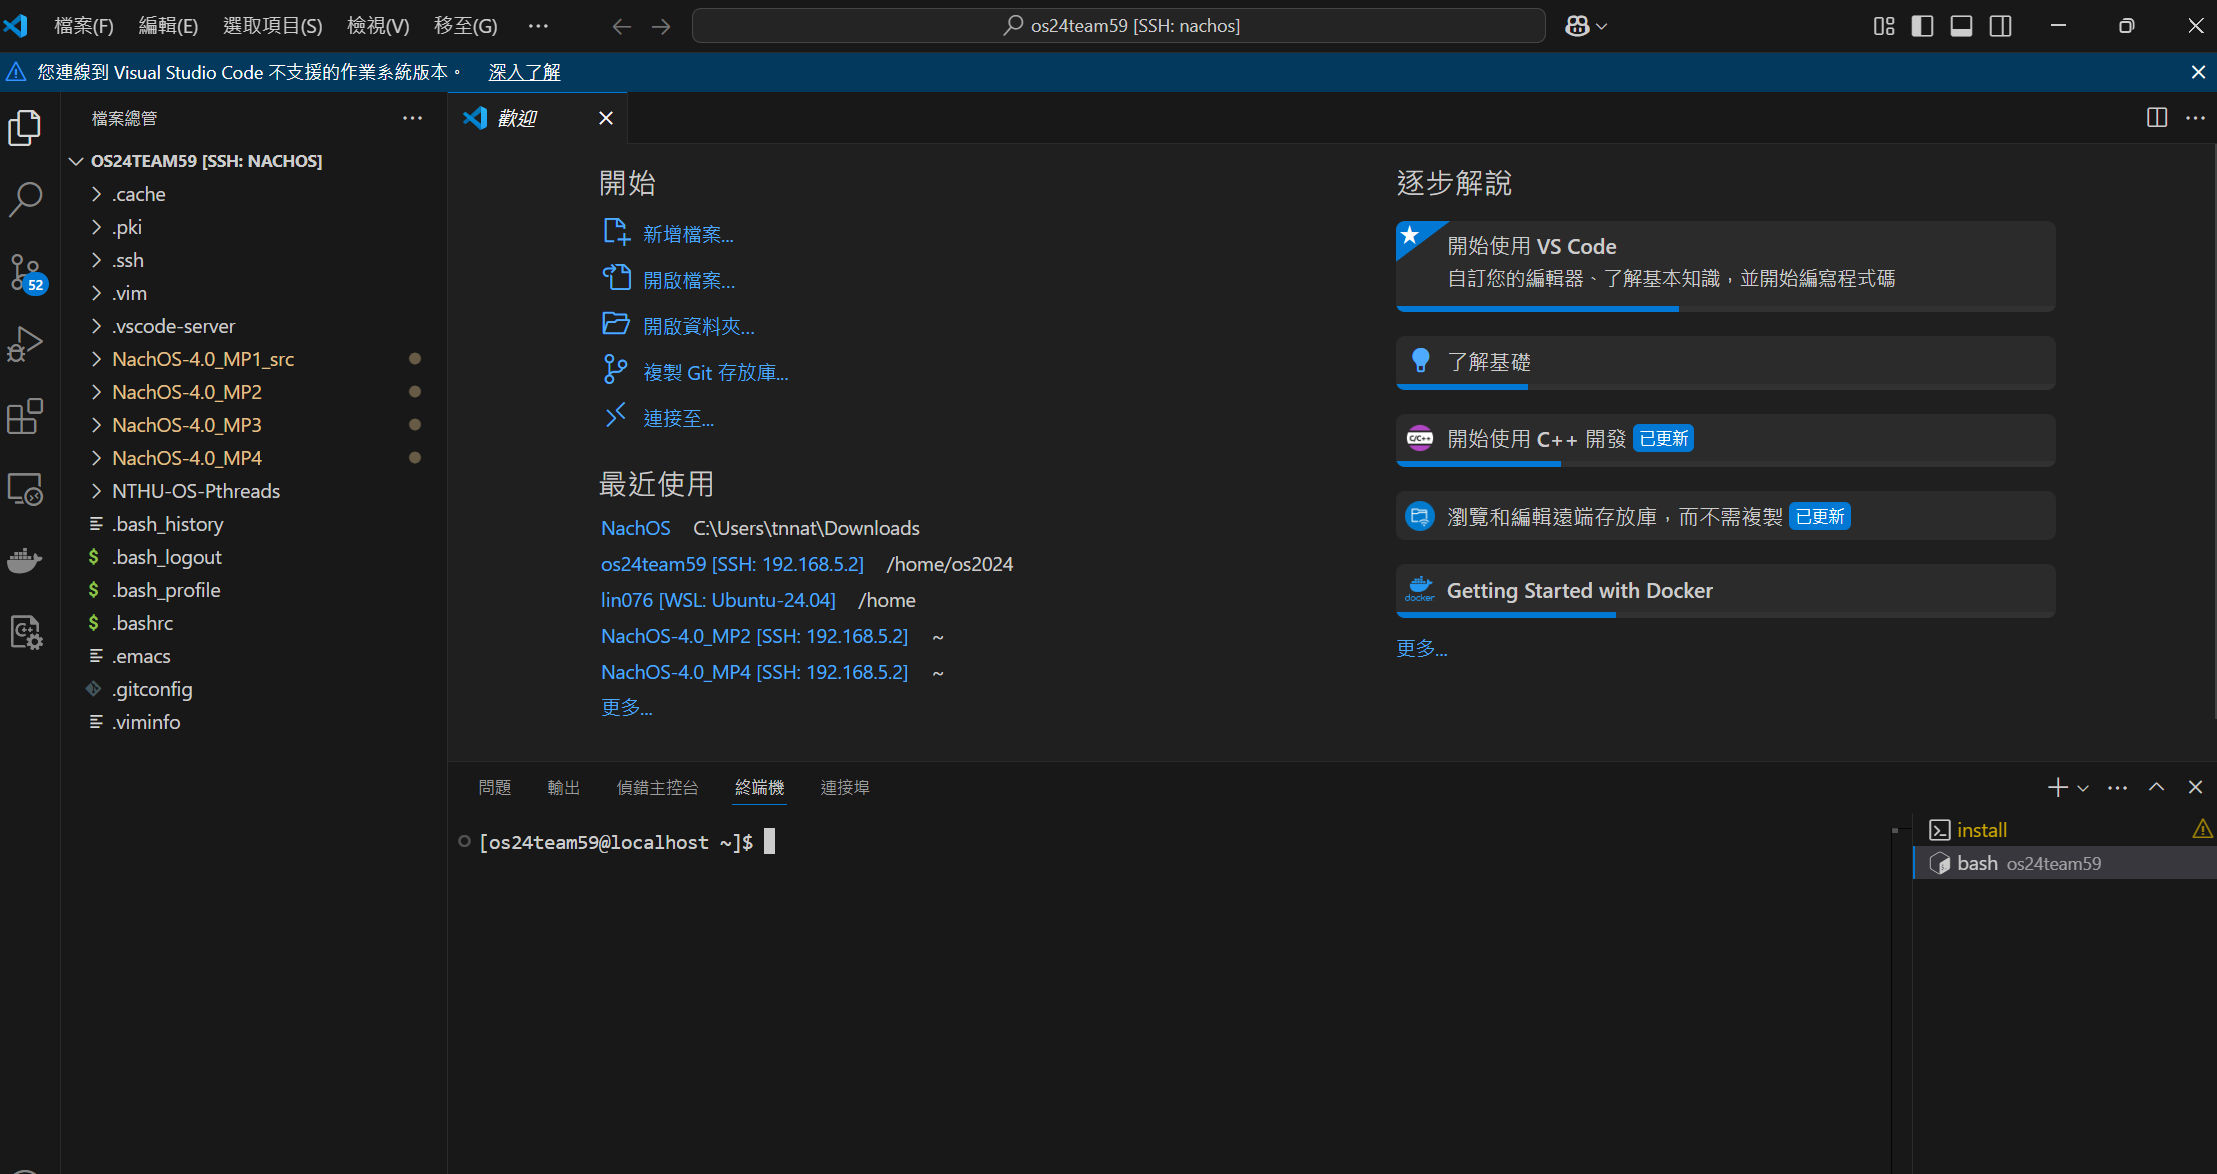 檔案(F) 編輯(E) 選取項目(S) 檢視(V) 移至(G) ···
os24team59 [SSH: nachos]
您連線到 Visual Studio Code 不支援的作業系統版本。 深入了解
檔案總管
OS24TEAM59 [SSH: NACHOS]
.cache
.pki
.ssh
.vim
.vscode-server
NachOS-4.0_MP1_src
NachOS-4.0_MP2
NachOS-4.0_MP3
NachOS-4.0_MP4
NTHU-OS-Pthreads
.bash_history
$ .bash_logout
$ .bash_profile
$ .bashrc
.emacs
.gitconfig
.viminfo
52
歡迎
開始
新增檔案...
開啟檔案...
開啟資料夾...
複製 Git 存放庫...
連接至...
最近使用
NachOS C:\Users\tnnat\Downloads
os24team59 [SSH: 192.168.5.2] /home/os2024
lin076 [WSL: Ubuntu-24.04] /home
NachOS-4.0_MP2 [SSH: 192.168.5.2] ~
NachOS-4.0_MP4 [SSH: 192.168.5.2] ~
更多...
逐步解說
開始使用 VS Code
自訂您的編輯器、了解基本知識，並開始編寫程式碼
了解基礎
C/C++ 開始使用 C++ 開發 已更新
瀏覽和編輯遠端存放庫，而不需複製 已更新
docker Getting Started with Docker
更多...
問題 輸出 偵錯主控台 終端機 連接埠
[os24team59@localhost ~]$
install
bash os24team59